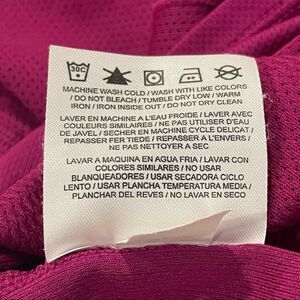 30C
MACHINE WASH COLD / WASH WITH LIKE COLORS
/ DO NOT BLEACH / TUMBLE DRY LOW / WARM
IRON / IRON INSIDE OUT / DO NOT DRY CLEAN
LAVER EN MACHINE A L'EAU FROIDE / LAVER AVEC
COULEURS SIMILAIRES / NE PAS UTILISER D'EAU
DE JAVEL / SECHER EN MACHINE CYCLE DELICAT /
REPASSER FER TIEDE / REPASSER A L'ENVERS /
NE PAS NETTOYER A SEC
LAVAR A MAQUINA EN AGUA FRIA / LAVAR CON
COLORES SIMILARES / NO USAR
BLANQUEADORES / USAR SECADORA CICLO
LENTO / USAR PLANCHA TEMPERATURA MEDIA /
PLANCHAR DEL REVES / NO LAVAR EN SECO